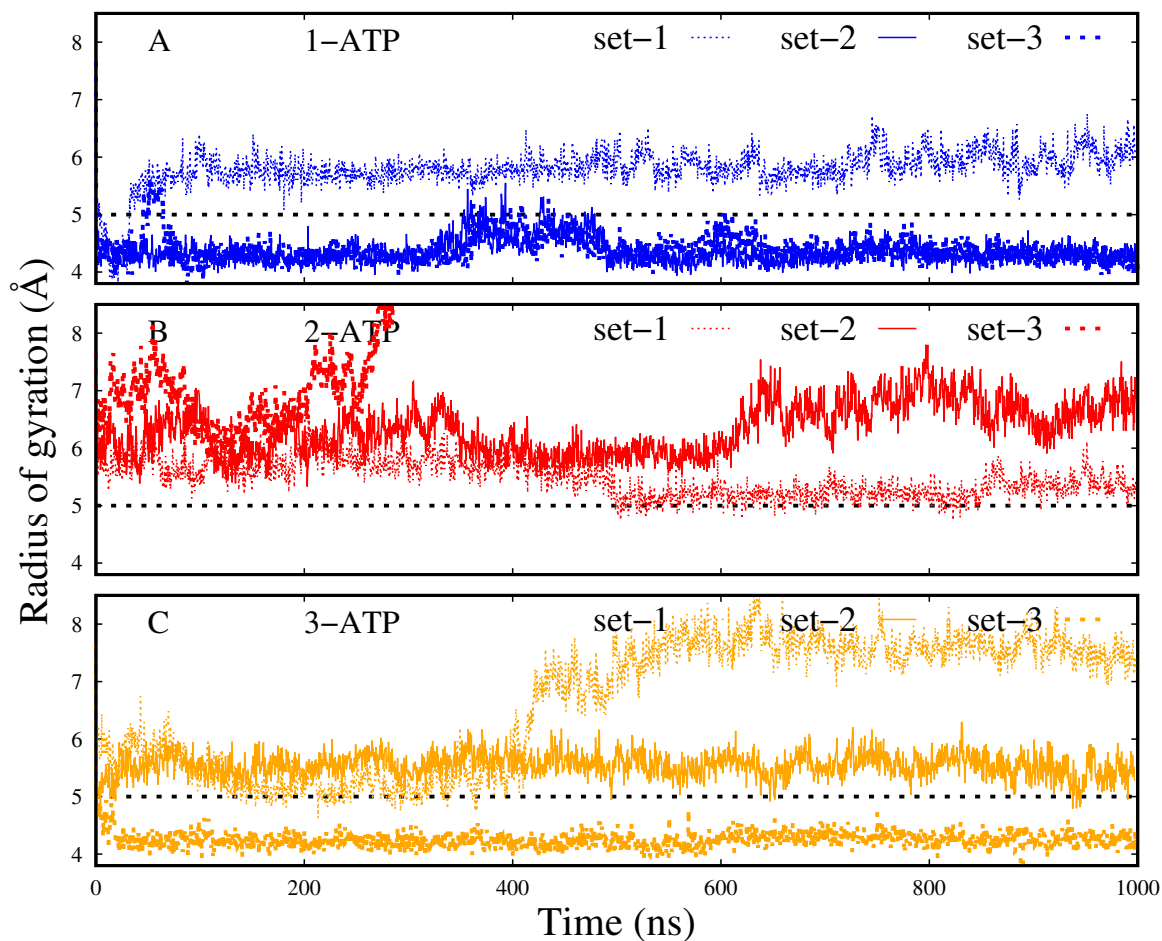 A 1−ATP set−1 set−2 set−3
8
7
6
5
4
B 2−ATP set−1 set−2 set−3
8
7
6
5
4
C 3−ATP set−1 set−2 set−3
8
7
6
5
4
0 200 400 600 800 1000
Time (ns)
Radius of gyration (Å)